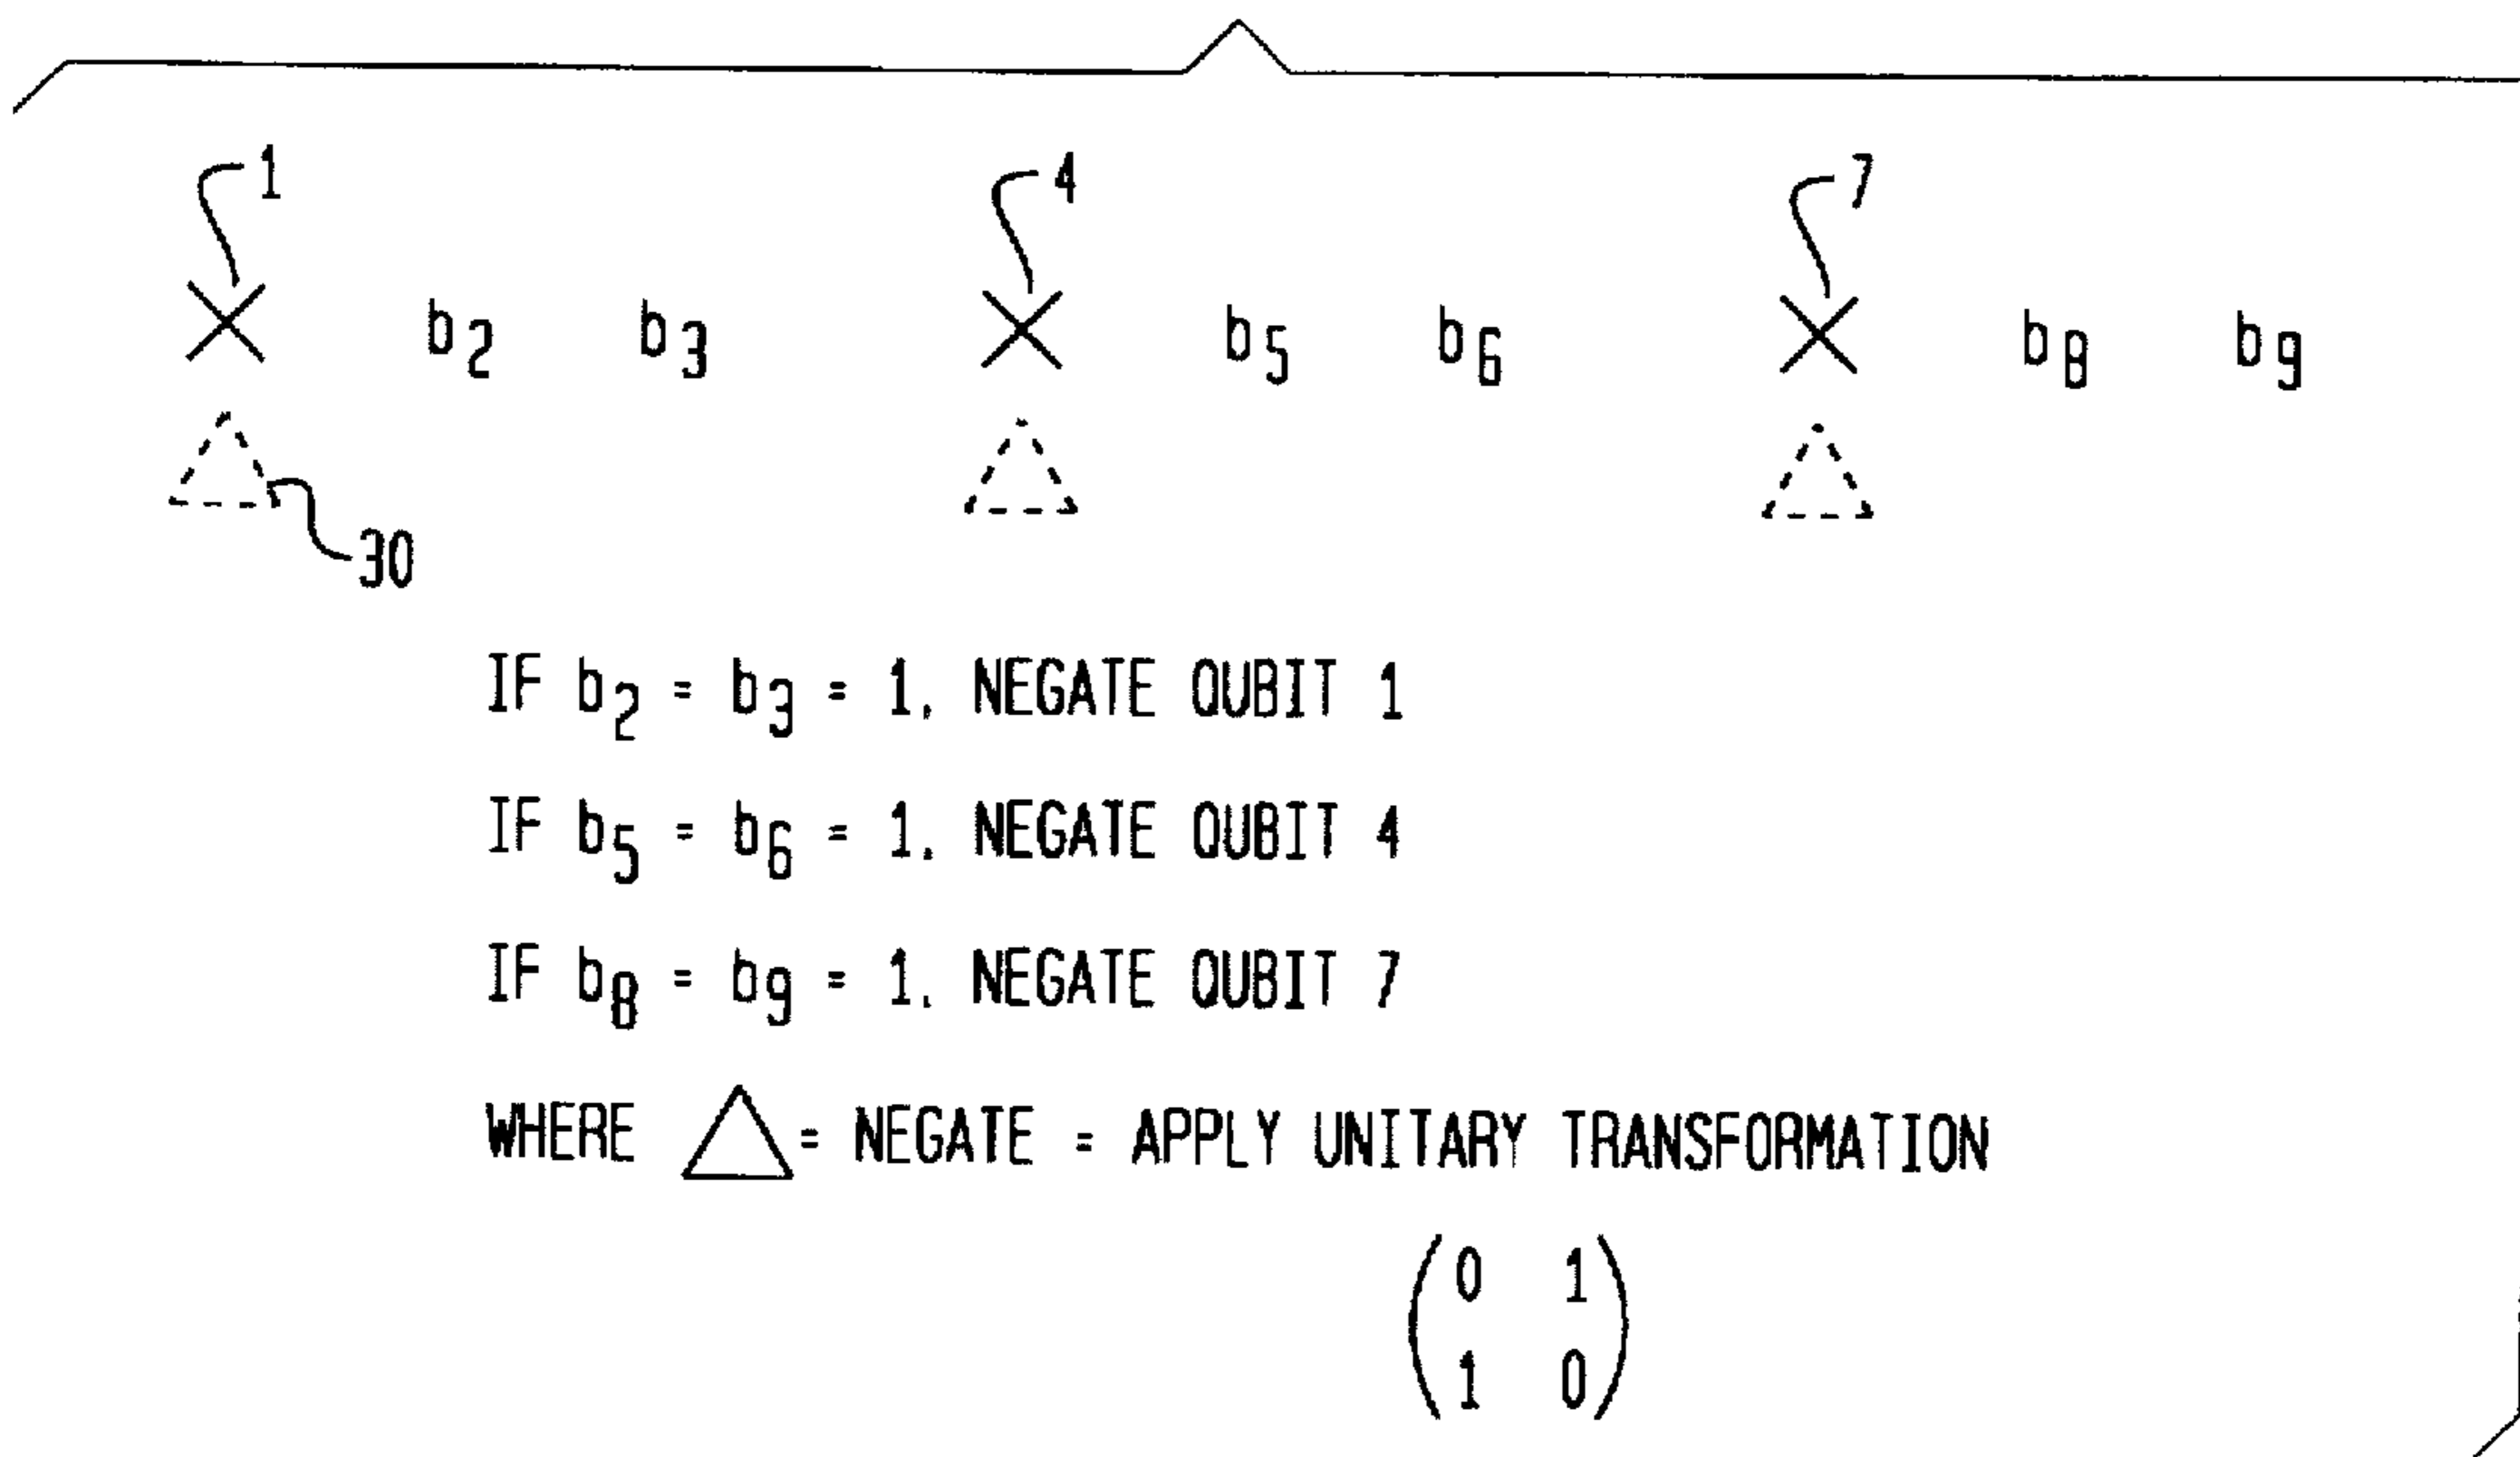 1 4 7
b2 b3 b5 b6 b8 b9
30
IF b2 = b3 = 1, NEGATE QUBIT 1
IF b5 = b6 = 1, NEGATE QUBIT 4
IF b8 = b9 = 1, NEGATE QUBIT 7
WHERE △ = NEGATE = APPLY UNITARY TRANSFORMATION
(0 1
1 0)